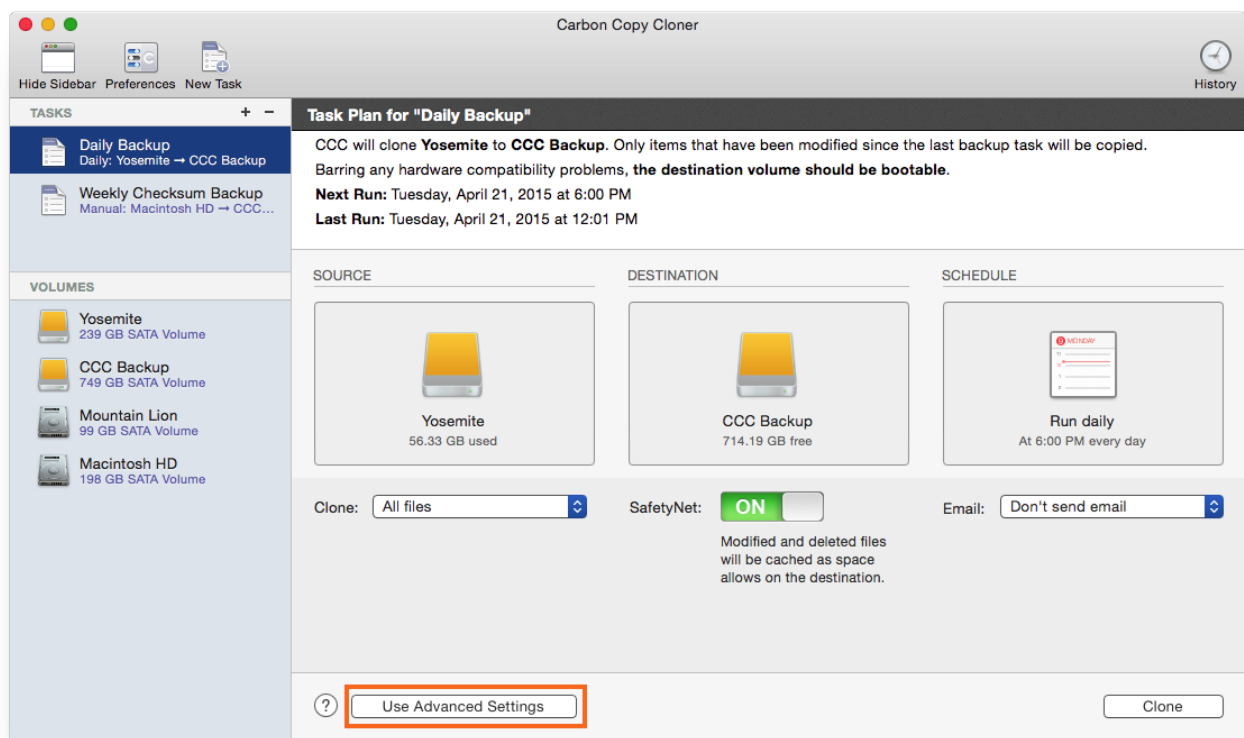 Carbon Copy Cloner
Hide Sidebar Preferences New Task
History
TASKS + −
Daily Backup
Daily: Yosemite → CCC Backup
Weekly Checksum Backup
Manual: Macintosh HD → CCC...
VOLUMES
Yosemite
239 GB SATA Volume
CCC Backup
749 GB SATA Volume
Mountain Lion
99 GB SATA Volume
Macintosh HD
198 GB SATA Volume
Task Plan for "Daily Backup"
CCC will clone Yosemite to CCC Backup. Only items that have been modified since the last backup task will be copied.
Barring any hardware compatibility problems, the destination volume should be bootable.
Next Run: Tuesday, April 21, 2015 at 6:00 PM
Last Run: Tuesday, April 21, 2015 at 12:01 PM
SOURCE
Yosemite
56.33 GB used
DESTINATION
CCC Backup
714.19 GB free
SCHEDULE
MONDAY
Run daily
At 6:00 PM every day
Clone: All files
SafetyNet: ON
Modified and deleted files
will be cached as space
allows on the destination.
Email: Don't send email
? Use Advanced Settings
Clone